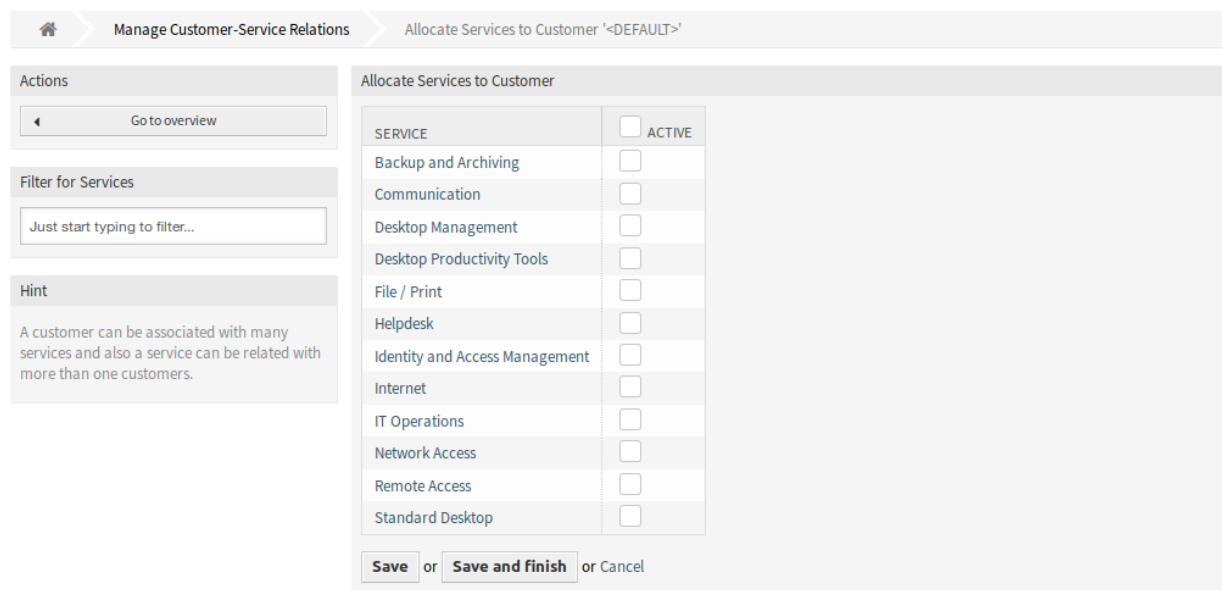 Manage Customer-Service Relations Allocate Services to Customer '<DEFAULT>'
Actions
Go to overview
Filter for Services
Just start typing to filter...
Hint
A customer can be associated with many
services and also a service can be related with
more than one customers.
Allocate Services to Customer
SERVICE ACTIVE
Backup and Archiving
Communication
Desktop Management
Desktop Productivity Tools
File / Print
Helpdesk
Identity and Access Management
Internet
IT Operations
Network Access
Remote Access
Standard Desktop
Save or Save and finish or Cancel